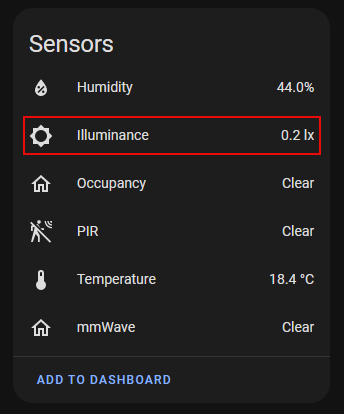 Sensors
Humidity 44.0%
Illuminance 0.2 lx
Occupancy Clear
PIR Clear
Temperature 18.4 °C
mmWave Clear
ADD TO DASHBOARD